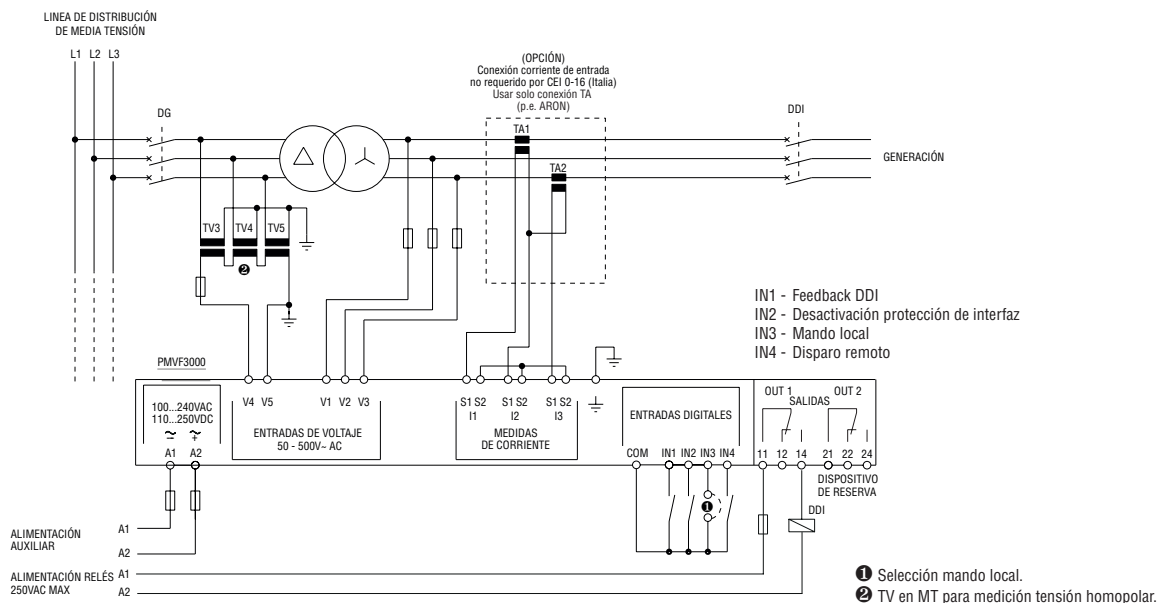 LINEA DE DISTRIBUCIÓN
DE MEDIA TENSIÓN
L1 L2 L3
DG
(OPCIÓN)
Conexión corriente de entrada
no requerido por CEI 0-16 (Italia)
Usar solo conexión TA
(p.e. ARON)
TA1
TA2
DDI
GENERACIÓN
TV3 TV4 TV5
❷
IN1 - Feedback DDI
IN2 - Desactivación protección de interfaz
IN3 - Mando local
IN4 - Disparo remoto
PMVF3000
100...240VAC
110...250VDC
~ ~
– +
A1 A2
V4 V5 V1 V2 V3
ENTRADAS DE VOLTAJE
50 - 500V~ AC
S1 S2 S1 S2 S1 S2
I1 I2 I3
MEDIDAS
DE CORRIENTE
ENTRADAS DIGITALES
COM IN1 IN2 IN3 IN4
OUT 1 OUT 2
SALIDAS
11 12 14 21 22 24
DISPOSITIVO
DE RESERVA
❶
DDI
ALIMENTACIÓN
AUXILIAR
A1
A2
ALIMENTACIÓN RELÉS
250VAC MAX
A1
A2
❶ Selección mando local.
❷ TV en MT para medición tensión homopolar.